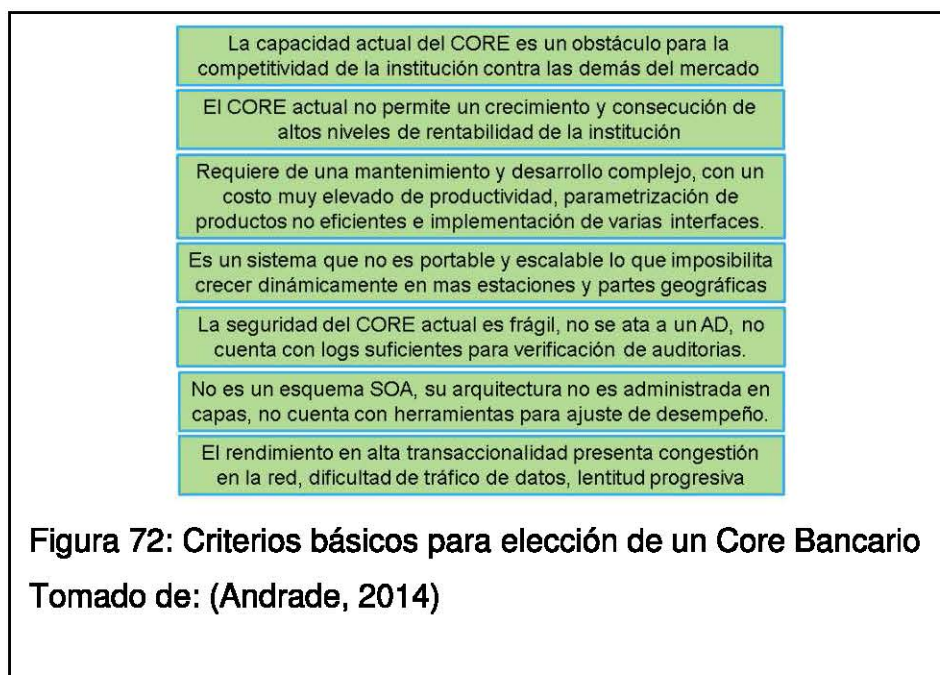 La capacidad actual del CORE es un obstáculo para la
competitividad de la institución contra las demás del mercado
El CORE actual no permite un crecimiento y consecución de
altos niveles de rentabilidad de la institución
Requiere de una mantenimiento y desarrollo complejo, con un
costo muy elevado de productividad, parametrización de
productos no eficientes e implementación de varias interfaces.
Es un sistema que no es portable y escalable lo que imposibilita
crecer dinámicamente en mas estaciones y partes geográficas
La seguridad del CORE actual es frágil, no se ata a un AD, no
cuenta con logs suficientes para verificación de auditorias.
No es un esquema SOA, su arquitectura no es administrada en
capas, no cuenta con herramientas para ajuste de desempeño.
El rendimiento en alta transaccionalidad presenta congestión
en la red, dificultad de tráfico de datos, lentitud progresiva
Figura 72: Criterios básicos para elección de un Core Bancario
Tomado de: (Andrade, 2014)